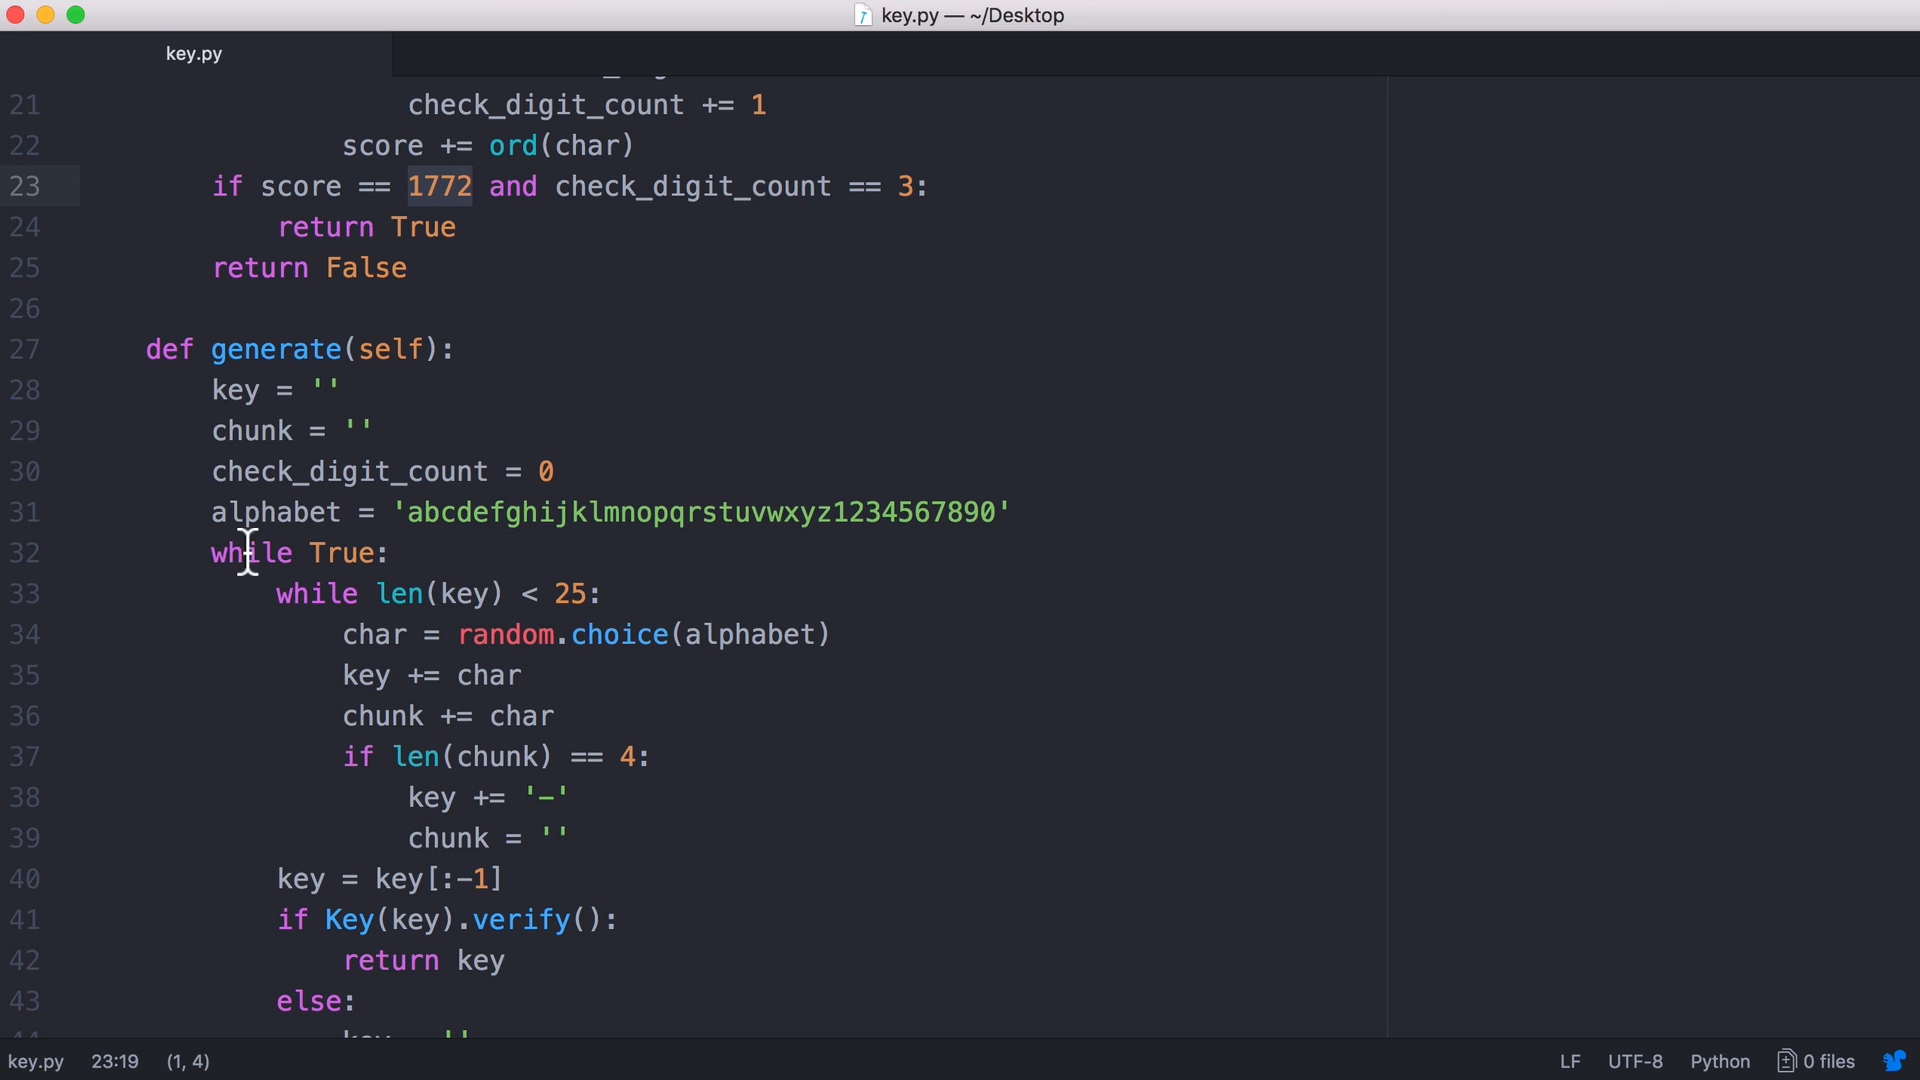 key.py — ~/Desktop
key.py
21 check_digit_count += 1
22 score += ord(char)
23 if score == 1772 and check_digit_count == 3:
24 return True
25 return False
26
27 def generate(self):
28 key = ''
29 chunk = ''
30 check_digit_count = 0
31 alphabet = 'abcdefghijklmnopqrstuvwxyz1234567890'
32 while True:
33 while len(key) < 25:
34 char = random.choice(alphabet)
35 key += char
36 chunk += char
37 if len(chunk) == 4:
38 key += '-'
39 chunk = ''
40 key = key[:-1]
41 if Key(key).verify():
42 return key
43 else:
key.py 23:19 (1, 4) LF UTF-8 Python 0 files